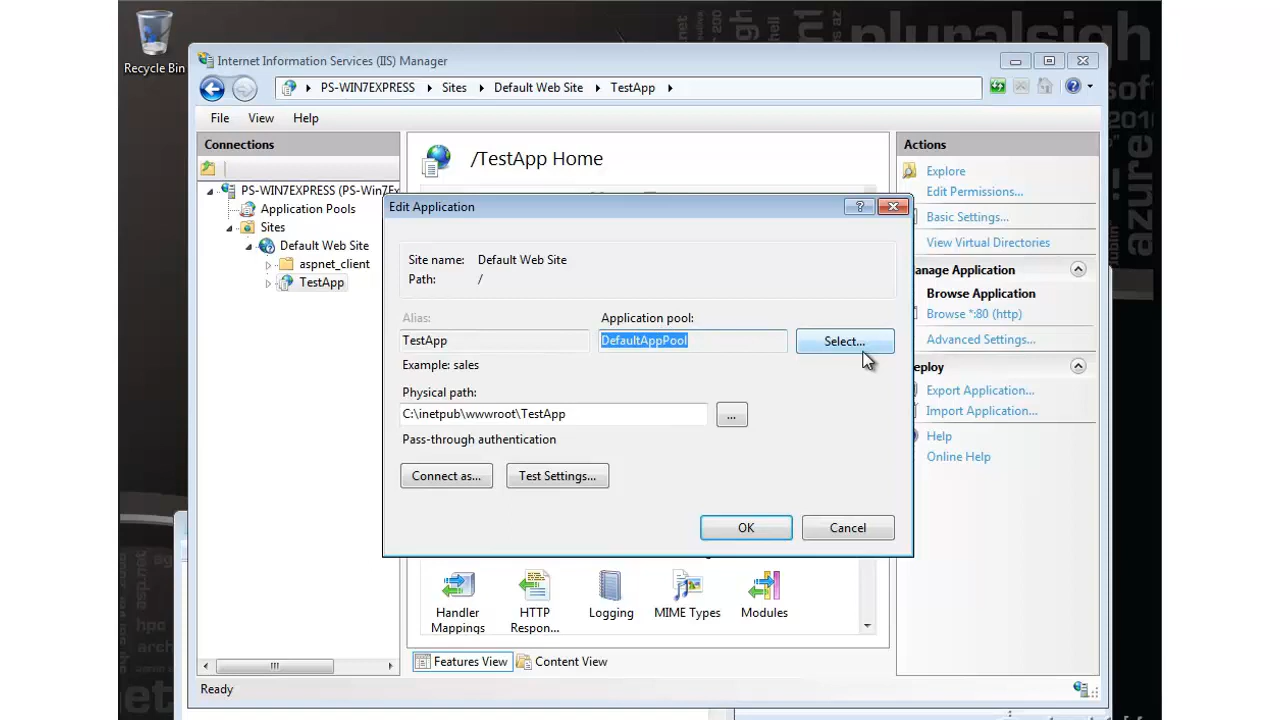 Recycle Bin
pluralsigh
soft
2010
azure
Internet Information Services (IIS) Manager
PS-WIN7EXPRESS
Sites
Default Web Site
TestApp
File
View
Help
Connections
PS-WIN7EXPRESS (PS-Win7Ex
Application Pools
Sites
Default Web Site
aspnet_client
TestApp
/TestApp Home
Edit Application
Site name: Default Web Site
Path: /
Alias:
Application pool:
TestApp
DefaultAppPool
Select...
Example: sales
Physical path:
C:\inetpub\wwwroot\TestApp
...
Pass-through authentication
Connect as...
Test Settings...
OK
Cancel
Handler Mappings
HTTP Respon...
Logging
MIME Types
Modules
Features View
Content View
Actions
Explore
Edit Permissions...
Basic Settings...
View Virtual Directories
anage Application
Browse Application
Browse *:80 (http)
Advanced Settings...
eploy
Export Application...
Import Application...
Help
Online Help
Ready